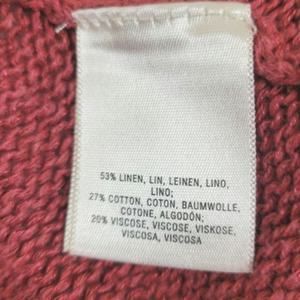 53% LINEN, LIN, LEINEN, LINO,
LINO;
27% COTTON, COTON, BAUMWOLLE,
COTONE, ALGODÓN;
20% VISCOSE, VISCOSE, VISKOSE,
VISCOSA, VISCOSA